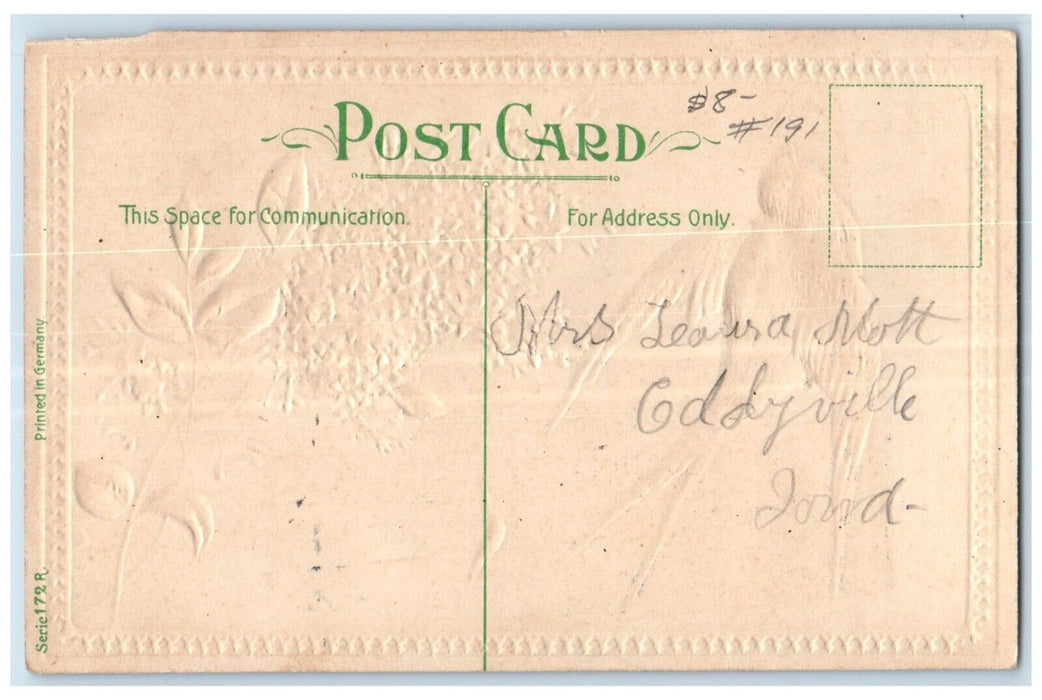 $8-
#191
POST CARD
This Space for Communication.
For Address Only.
Mrs Leaura Mott
Eddyville
Iowa-
Printed in Germany.
Serie 172 R.